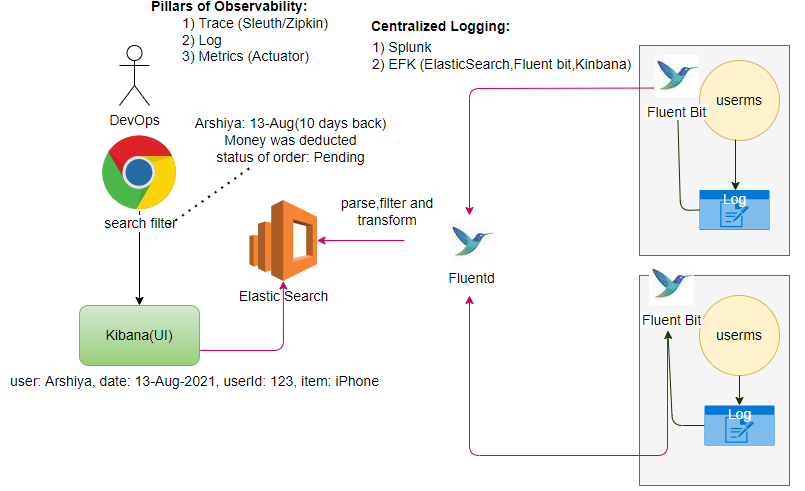 Pillars of Observability:
1) Trace (Sleuth/Zipkin)
2) Log
3) Metrics (Actuator)
Centralized Logging:
1) Splunk
2) EFK (ElasticSearch,Fluent bit,Kinbana)
DevOps
Arshiya: 13-Aug(10 days back)
Money was deducted
status of order: Pending
search filter
parse,filter and
transform
Elastic Search
Fluentd
Kibana(UI)
user: Arshiya, date: 13-Aug-2021, userId: 123, item: iPhone
Fluent Bit
userms
Log
Fluent Bit
userms
Log